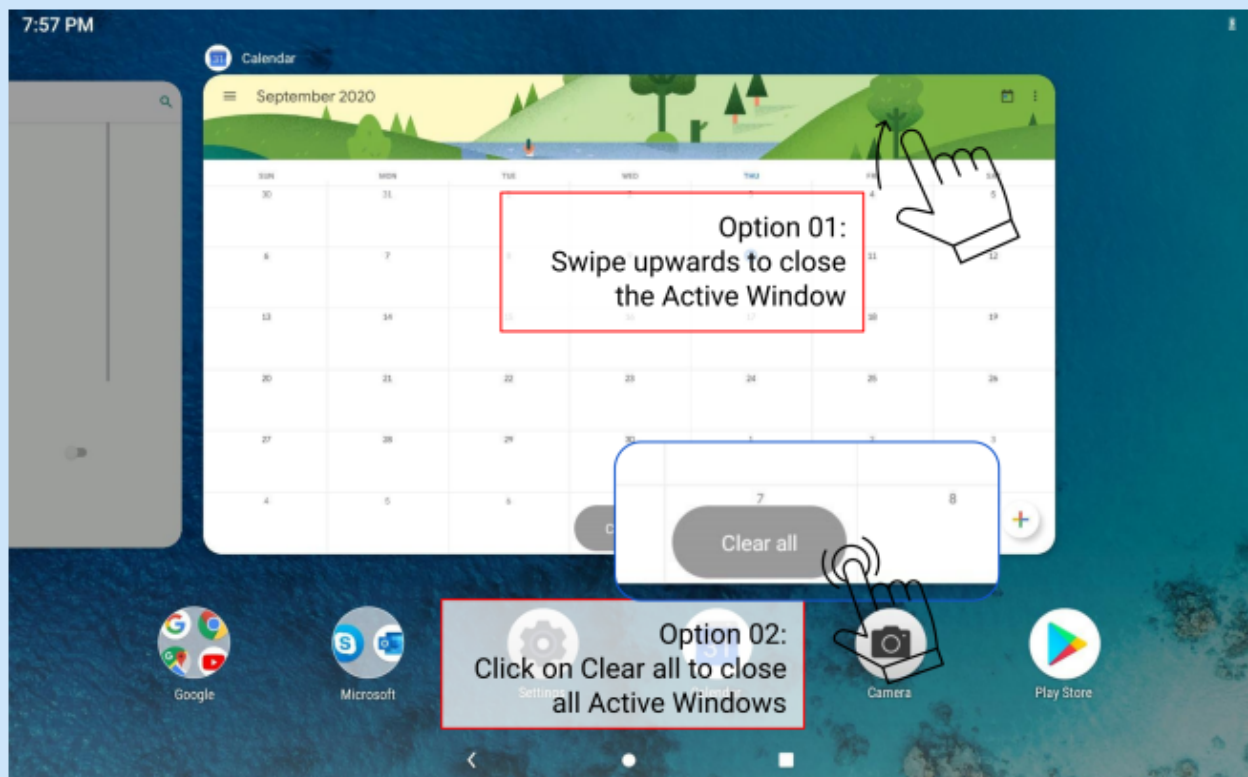 7:57 PM
Calendar
September 2020
SUN MON TUE WED THU
30 31 4 5
6 7 11 12
Option 01:
Swipe upwards to close
the Active Window
13 14 17 18 19
20 21 22 23 24 25 26
27 28 29 30 1 2 3
4 5 6
7 8
Clear all
Option 02:
Click on Clear all to close
all Active Windows
Google Microsoft Settings Calendar Camera Play Store